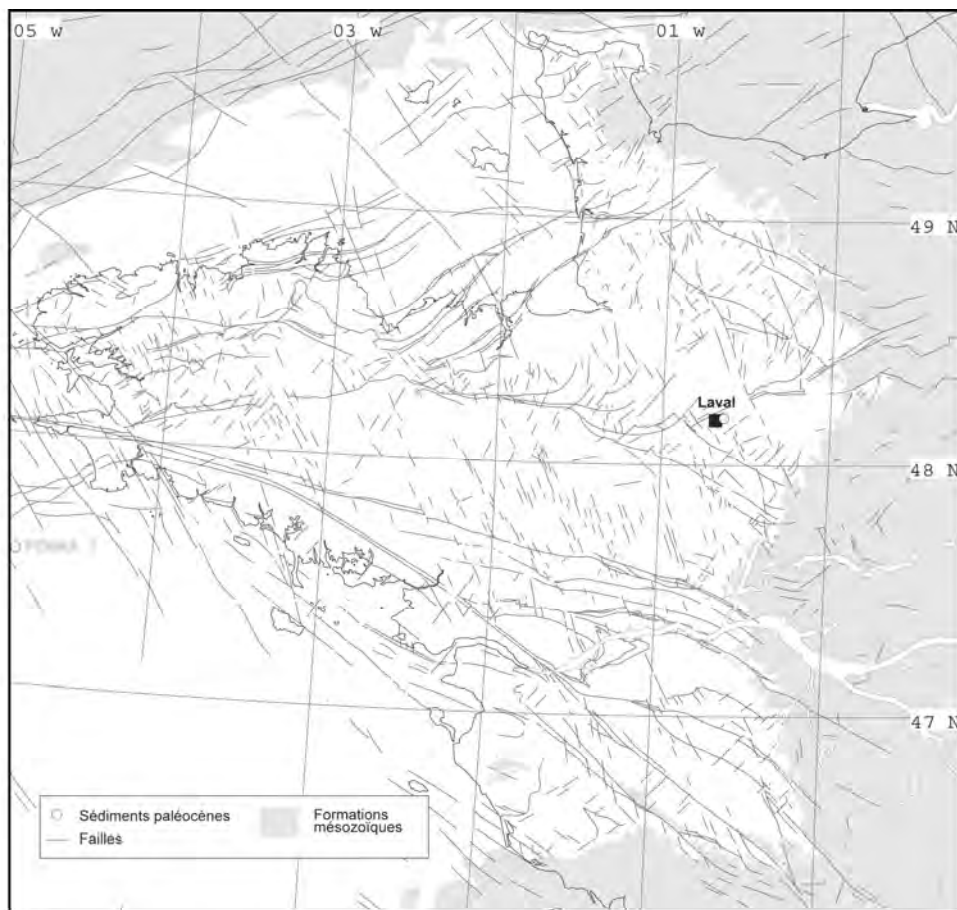 05 W
03 W
01 W
49 N
Laval
48 N
47 N
Sédiments paléocènes
Failles
Formations
mésozoïques